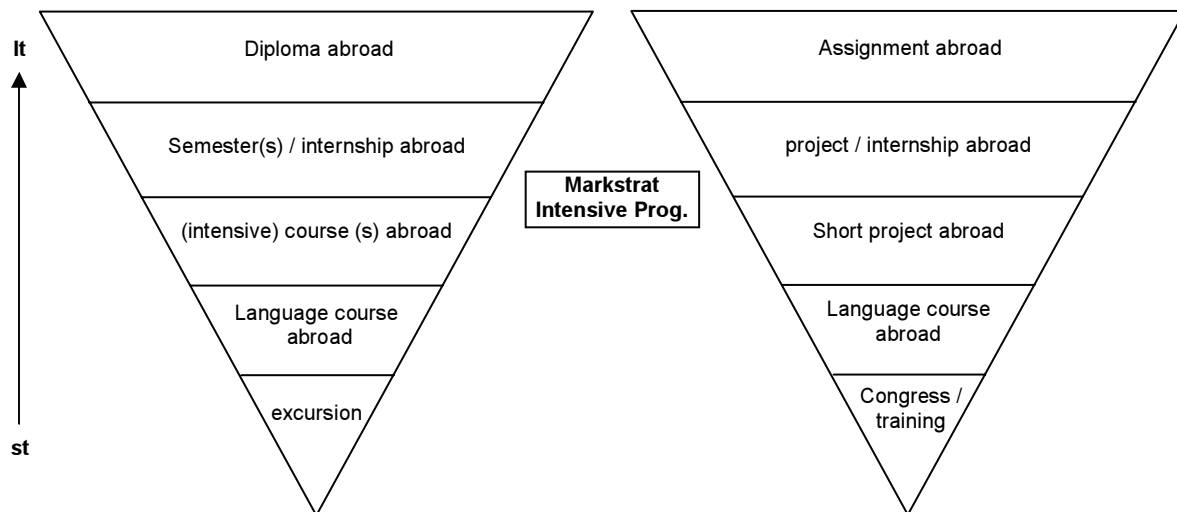 lt
Diploma abroad
Semester(s) / internship abroad
(intensive) course (s) abroad
Language course
abroad
excursion
st
Markstrat
Intensive Prog.
Assignment abroad
project / internship abroad
Short project abroad
Language course
abroad
Congress /
training